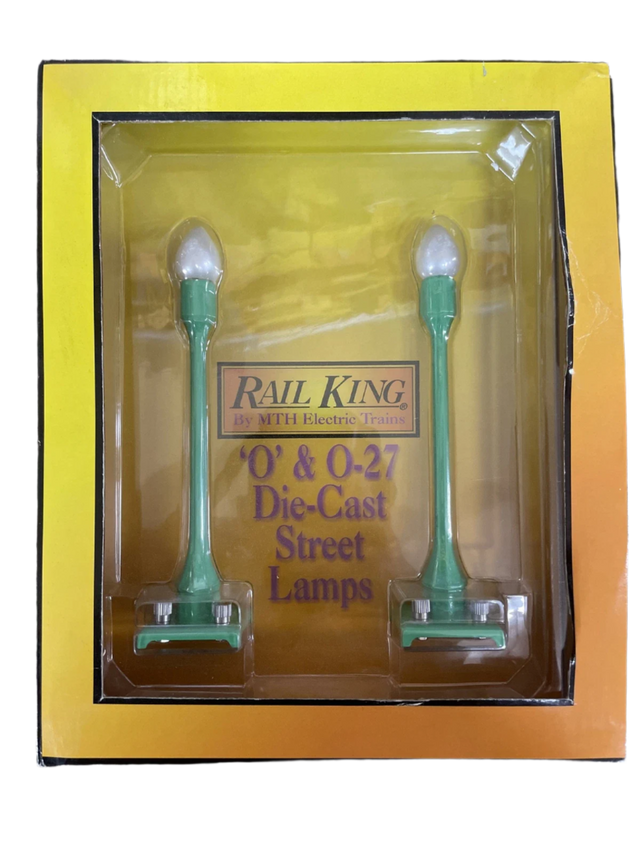 RAIL KING®
By MTH Electric Trains
‘O’ & O-27
Die-Cast
Street
Lamps